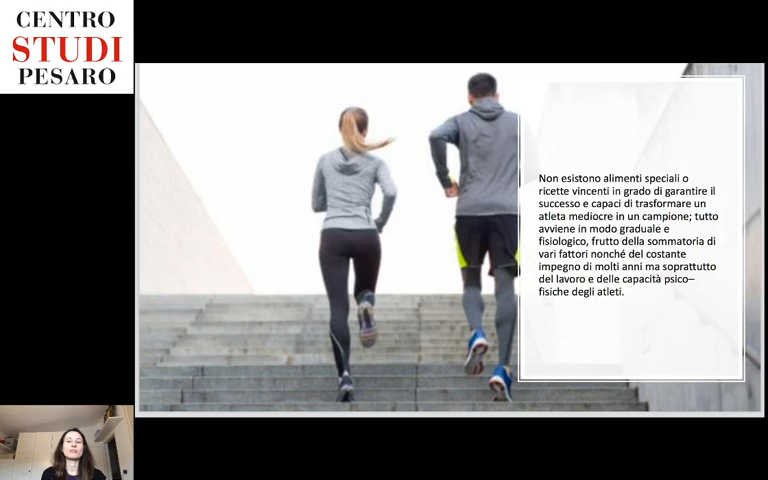 CENTRO
STUDI
PESARO
Non esistono alimenti speciali o
ricette vincenti in grado di garantire il
successo e capaci di trasformare un
atleta mediocre in un campione; tutto
avviene in modo graduale e
fisiologico, frutto della sommatoria di
vari fattori nonché del costante
impegno di molti anni ma soprattutto
del lavoro e delle capacità psico–
fisiche degli atleti.